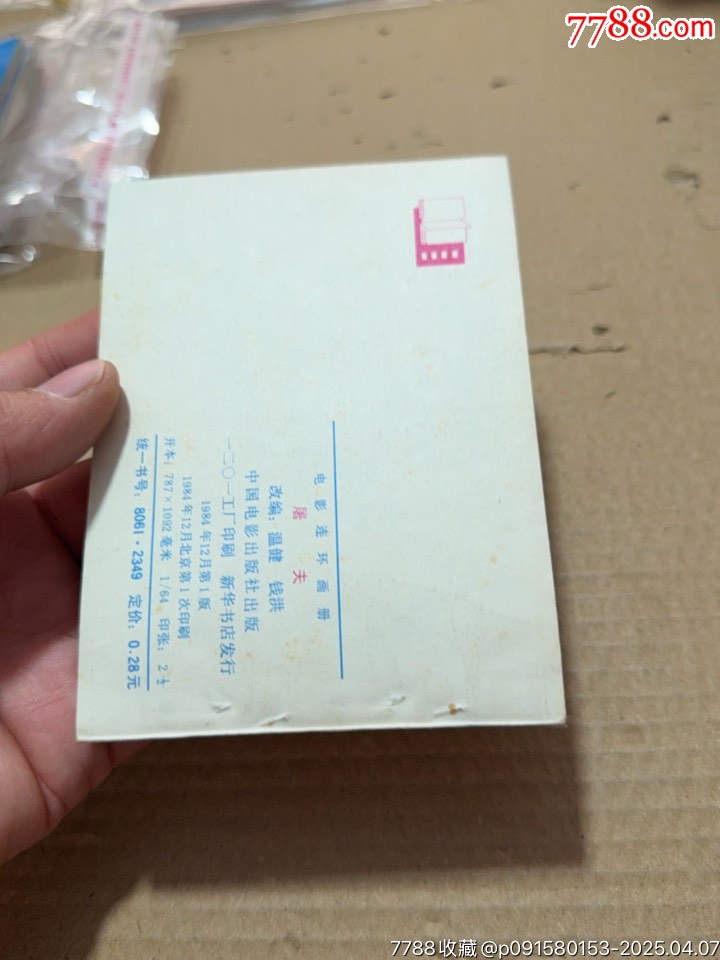 7788.com
电影连环画册
屠夫
改编：温健 钱洪
中国电影出版社出版
一二〇一工厂印刷 新华书店发行
1984年12月第1版
1984年12月北京第1次印刷
开本：787×1092毫米 1/64 印张：2½
统一书号：8061·2349 定价：0.28元
7788收藏@p091580153-2025.04.07